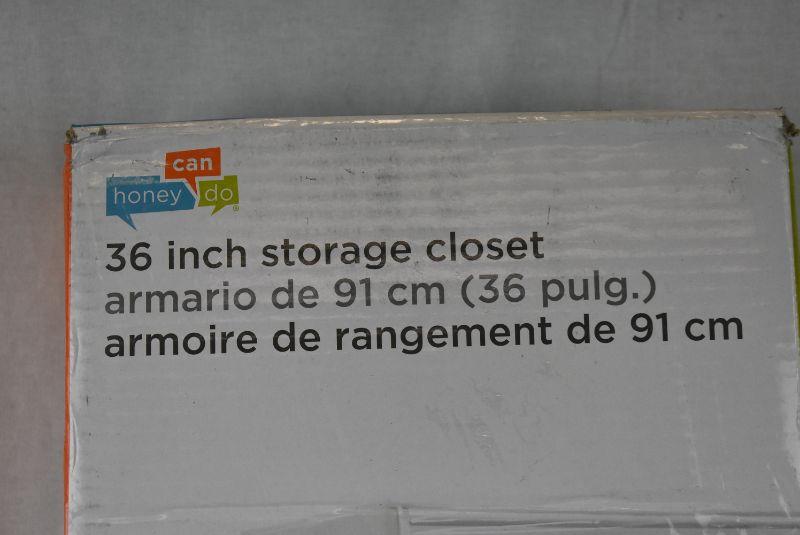 can
honey do®
36 inch storage closet
armario de 91 cm (36 pulg.)
armoire de rangement de 91 cm